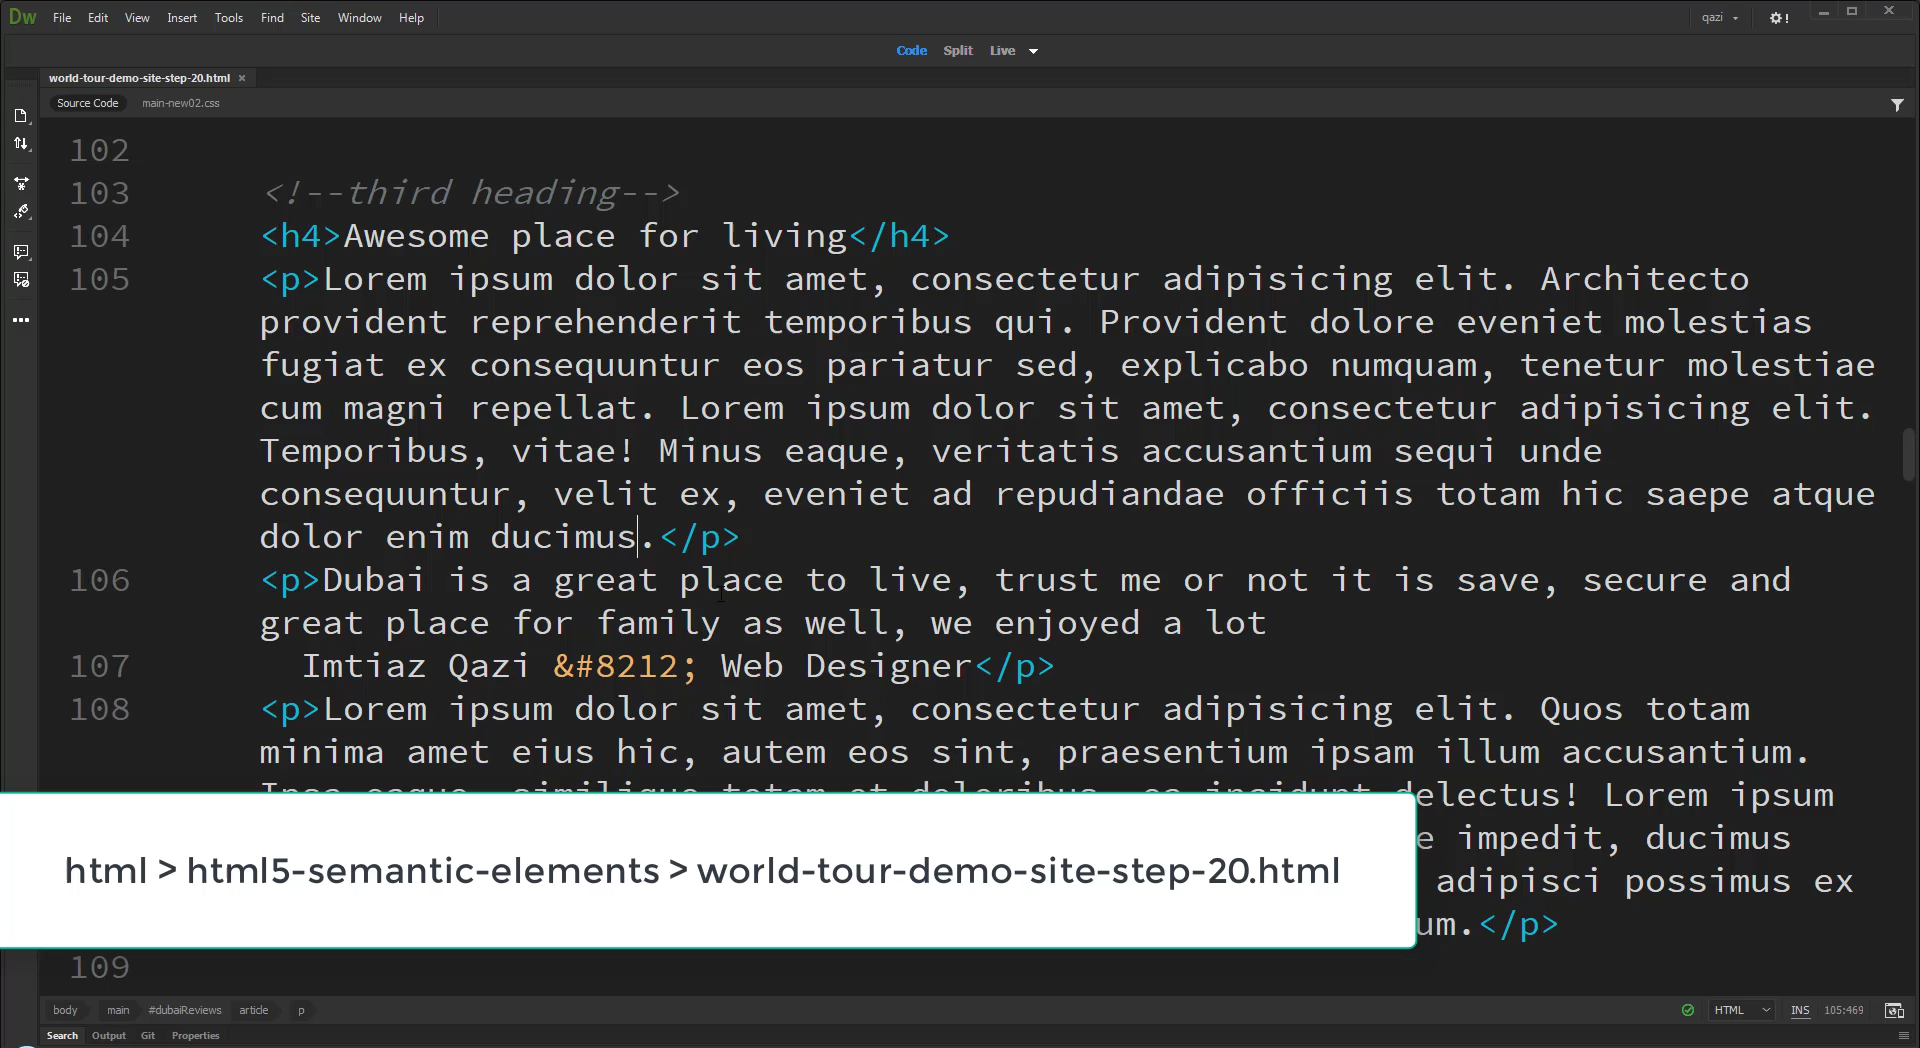 Dw File Edit View Insert Tools Find Site Window Help qazi
Code Split Live
world-tour-demo-site-step-20.html ×
Source Code main-new02.css
102
103 <!--third heading-->
104 <h4>Awesome place for living</h4>
105 <p>Lorem ipsum dolor sit amet, consectetur adipisicing elit. Architecto
provident reprehenderit temporibus qui. Provident dolore eveniet molestias
fugiat ex consequuntur eos pariatur sed, explicabo numquam, tenetur molestiae
cum magni repellat. Lorem ipsum dolor sit amet, consectetur adipisicing elit.
Temporibus, vitae! Minus eaque, veritatis accusantium sequi unde
consequuntur, velit ex, eveniet ad repudiandae officiis totam hic saepe atque
dolor enim ducimus.</p>
106 <p>Dubai is a great place to live, trust me or not it is save, secure and
great place for family as well, we enjoyed a lot
107 Imtiaz Qazi &#8212; Web Designer</p>
108 <p>Lorem ipsum dolor sit amet, consectetur adipisicing elit. Quos totam
minima amet eius hic, autem eos sint, praesentium ipsam illum accusantium.
delectus! Lorem ipsum
impedit, ducimus
html > html5-semantic-elements > world-tour-demo-site-step-20.html
adipisci possimus ex
um.</p>
109
body main #dubaiReviews article p HTML INS 105:469
Search Output Git Properties